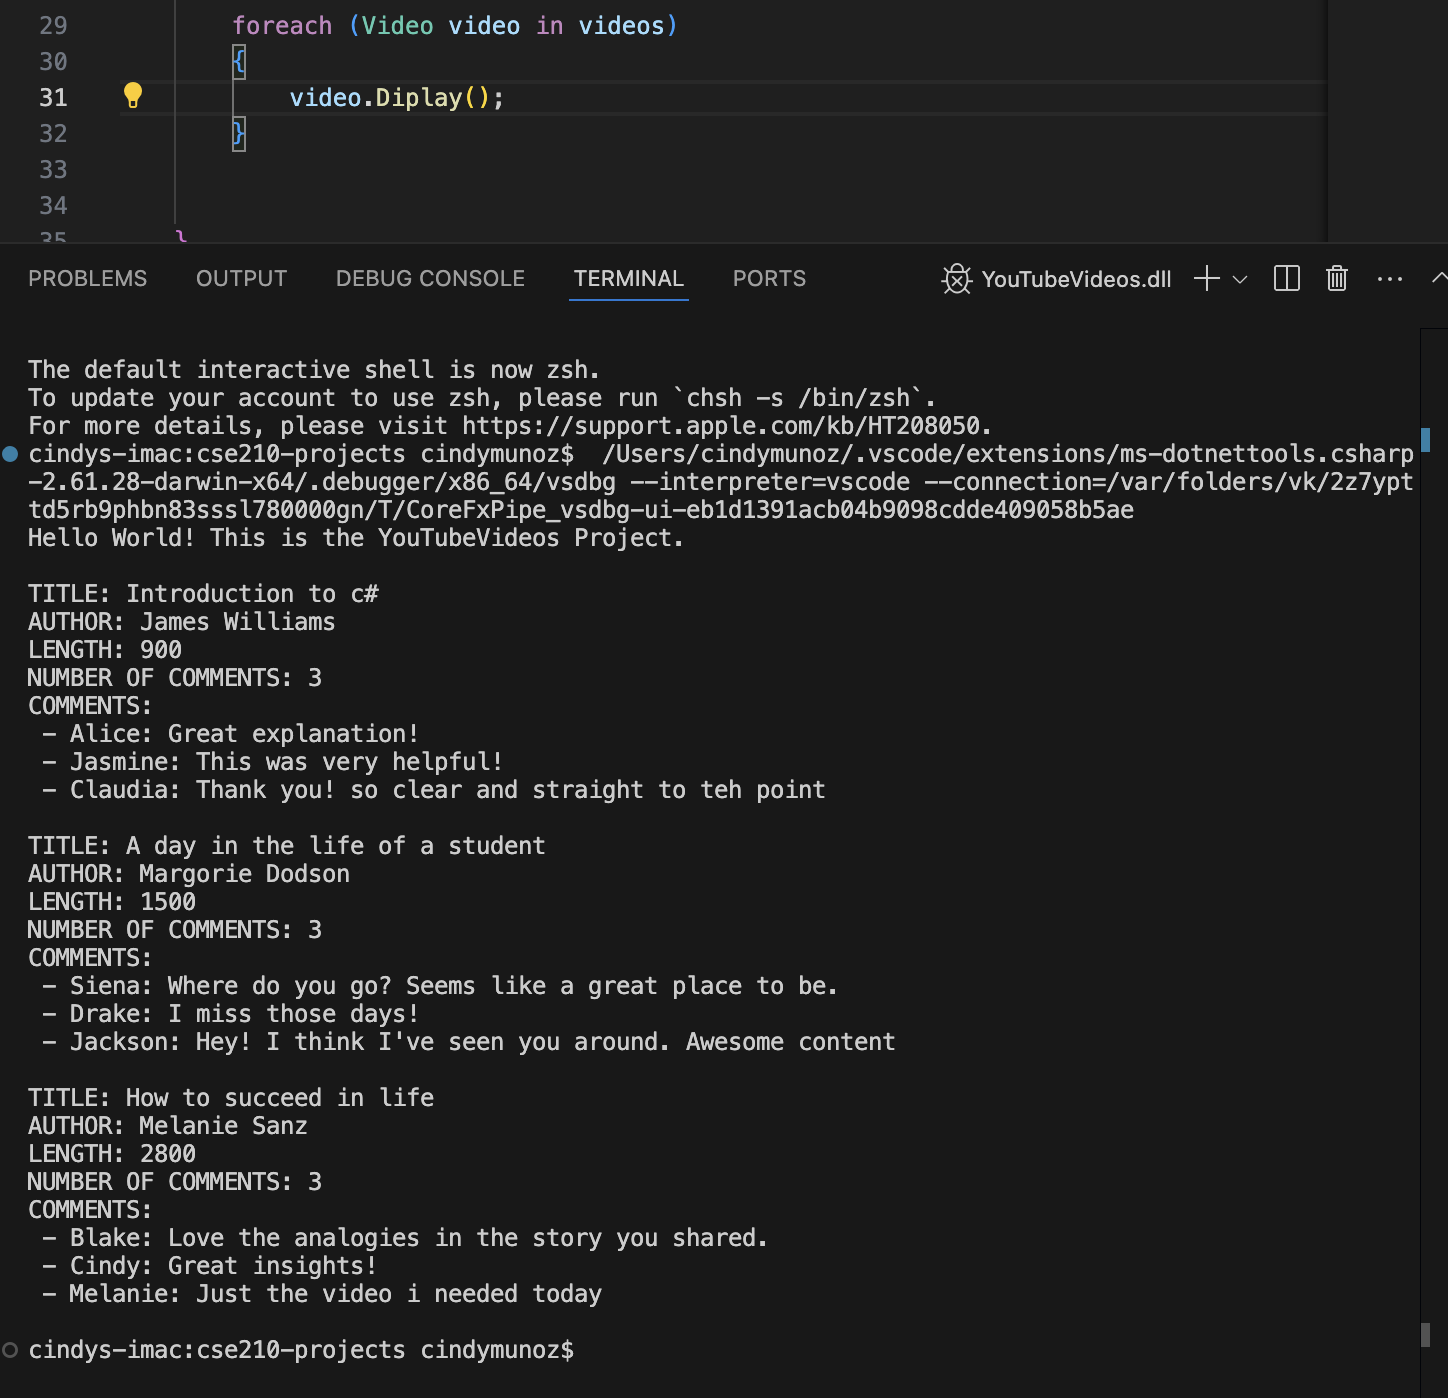 29 foreach (Video video in videos)
30 {
31 video.Diplay();
32 }
33
34
35 }
PROBLEMS OUTPUT DEBUG CONSOLE TERMINAL PORTS YouTubeVideos.dll
The default interactive shell is now zsh.
To update your account to use zsh, please run `chsh -s /bin/zsh`.
For more details, please visit https://support.apple.com/kb/HT208050.
cindys-imac:cse210-projects cindymunoz$  /Users/cindymunoz/.vscode/extensions/ms-dotnettools.csharp
-2.61.28-darwin-x64/.debugger/x86_64/vsdbg --interpreter=vscode --connection=/var/folders/vk/2z7ypt
td5rb9phbn83sssl780000gn/T/CoreFxPipe_vsdbg-ui-eb1d1391acb04b9098cdde409058b5ae
Hello World! This is the YouTubeVideos Project.
TITLE: Introduction to c#
AUTHOR: James Williams
LENGTH: 900
NUMBER OF COMMENTS: 3
COMMENTS:
- Alice: Great explanation!
- Jasmine: This was very helpful!
- Claudia: Thank you! so clear and straight to teh point
TITLE: A day in the life of a student
AUTHOR: Margorie Dodson
LENGTH: 1500
NUMBER OF COMMENTS: 3
COMMENTS:
- Siena: Where do you go? Seems like a great place to be.
- Drake: I miss those days!
- Jackson: Hey! I think I've seen you around. Awesome content
TITLE: How to succeed in life
AUTHOR: Melanie Sanz
LENGTH: 2800
NUMBER OF COMMENTS: 3
COMMENTS:
- Blake: Love the analogies in the story you shared.
- Cindy: Great insights!
- Melanie: Just the video i needed today
cindys-imac:cse210-projects cindymunoz$